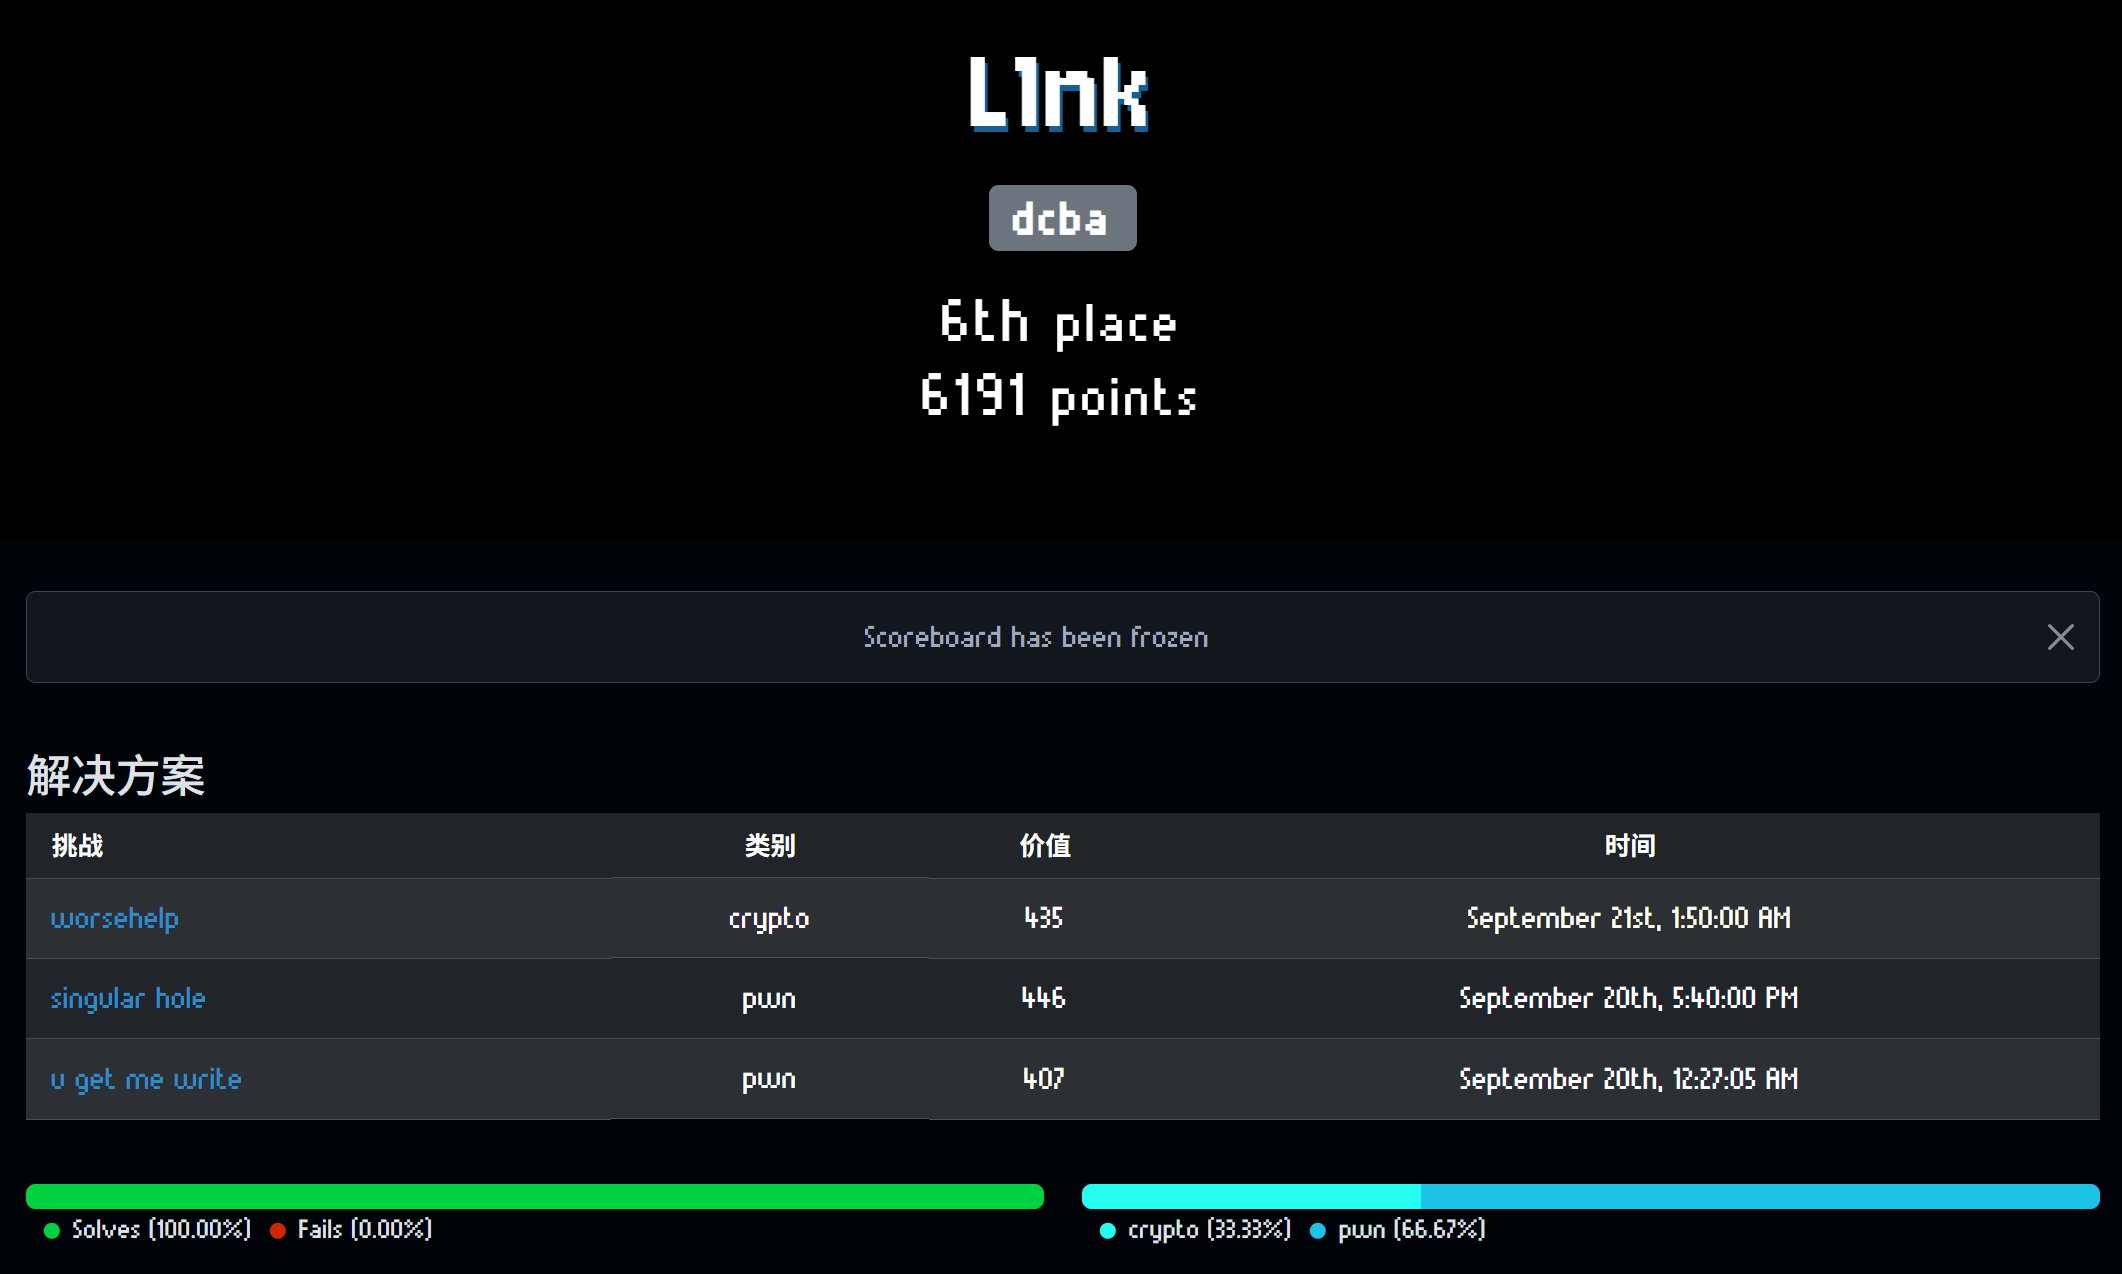 L1nk
dcba
6th place
6191 points
Scoreboard has been frozen
解决方案
挑战 类别 价值 时间
worsehelp crypto 435 September 21st, 1:50:00 AM
singular hole pwn 446 September 20th, 5:40:00 PM
u get me write pwn 407 September 20th, 12:27:05 AM
Solves (100.00%) Fails (0.00%) crypto (33.33%) pwn (66.67%)